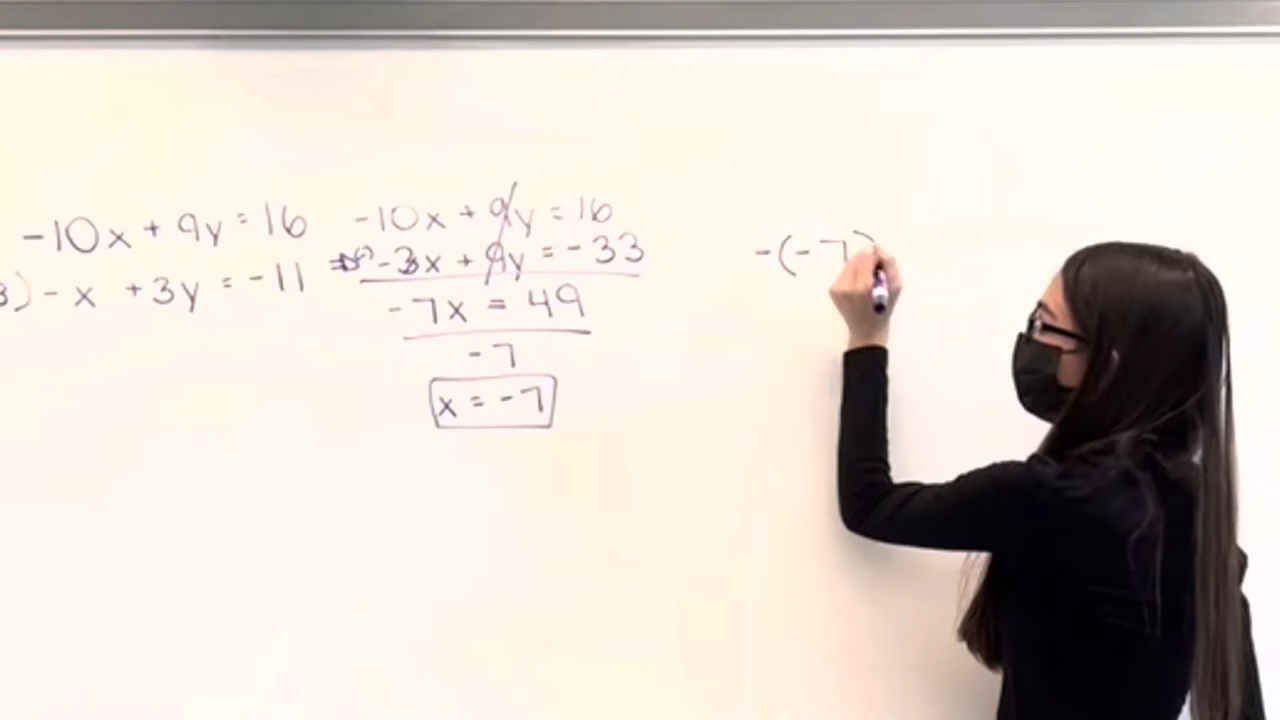 -10x + 9y = 16
3) - x + 3y = -11
-10x + 9y = 16
-3x + 9y = -33
-7x = 49
-7
x = -7
-(-7)